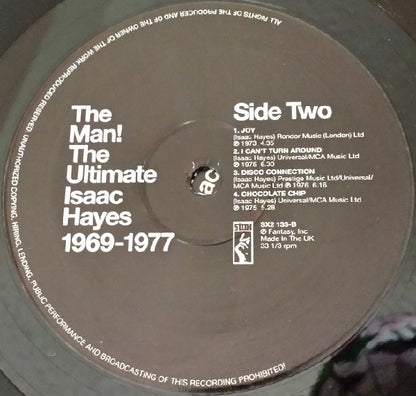 The
Man!
The
Ultimate
Isaac
Hayes
1969-1977
Side Two
1. JOY
(Isaac Hayes) Rondor Music (London) Ltd
℗ 1973 4.35
2. I CAN'T TURN AROUND
(Isaac Hayes) Universal/MCA Music Ltd
℗ 1975 6.30
3. DISCO CONNECTION
(Isaac Hayes) Prestige Music Ltd/Universal/
MCA Music Ltd ℗ 1976 6.16
4. CHOCOLATE CHIP
(Isaac Hayes) Universal/MCA Music Ltd
℗ 1975 5.28
STAX
SX2 133-B
℗ Fantasy, Inc
Made In The UK
33 1/3 rpm
ac
ALL RIGHTS OF THE PRODUCER AND OF THE OWNER OF THE WORK REPRODUCED RESERVED. UNAUTHORIZED COPYING, HIRING, LENDING, PUBLIC PERFORMANCE AND BROADCASTING OF THIS RECORDING PROHIBITED!